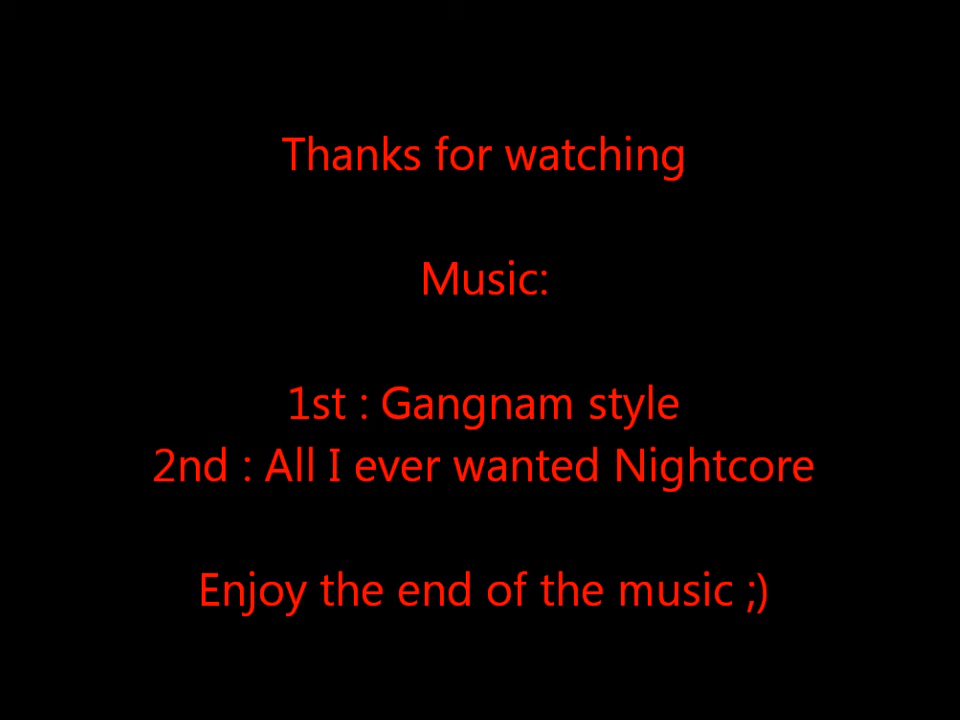 Thanks for watching
Music:
1st : Gangnam style
2nd : All I ever wanted Nightcore
Enjoy the end of the music ;)